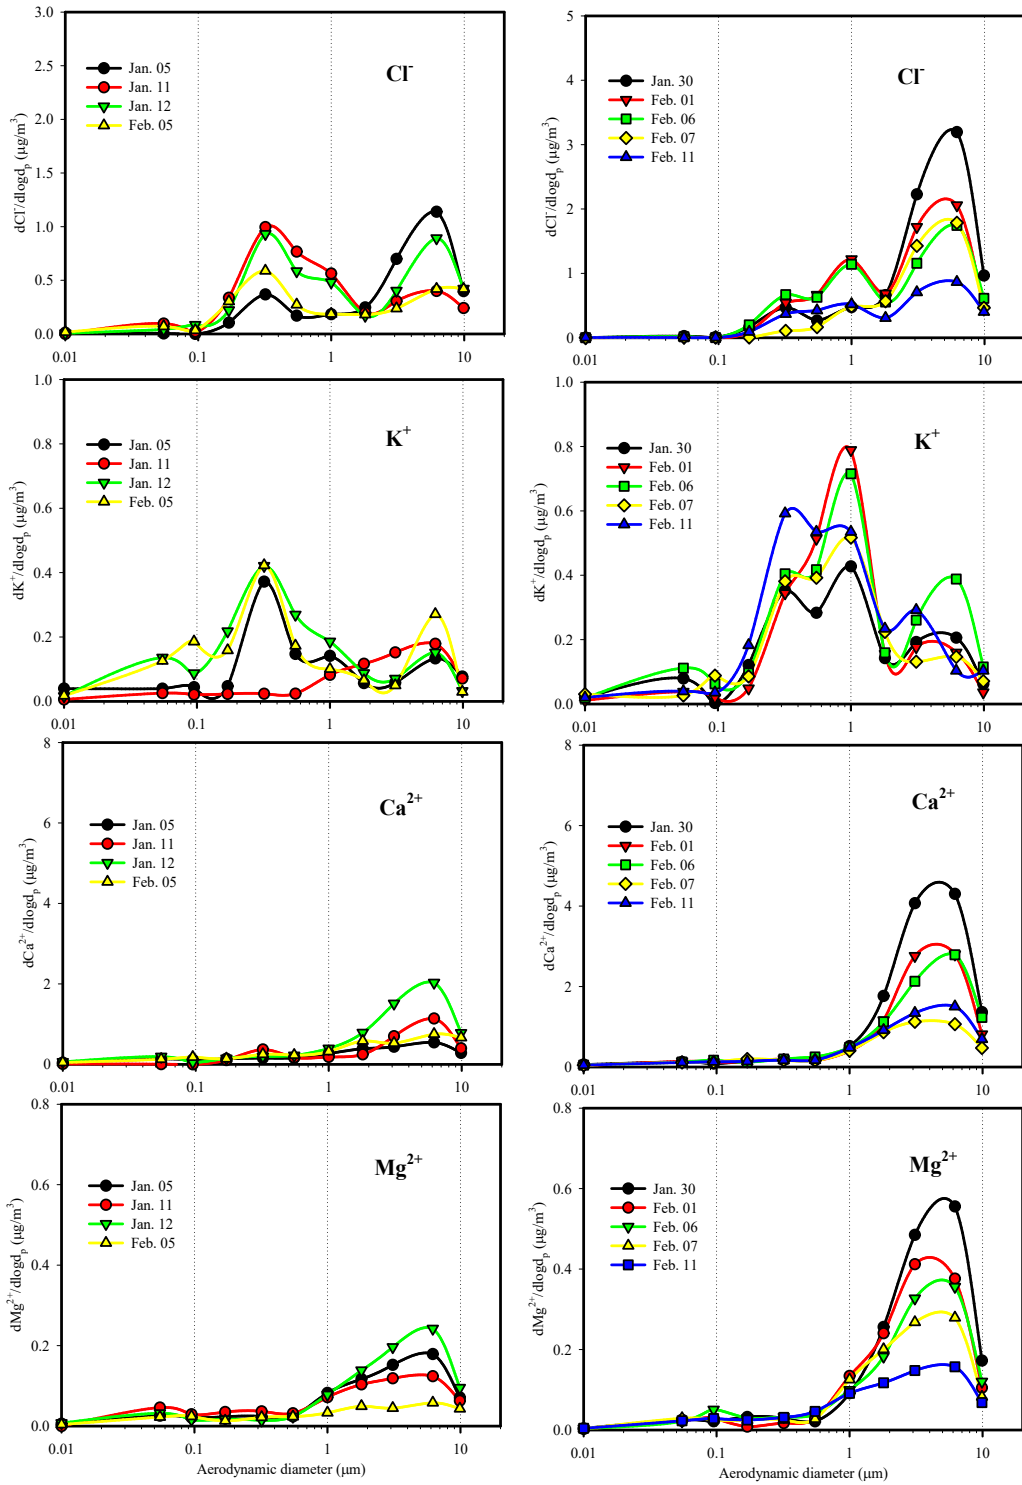 3.0
2.5
2.0
1.5
1.0
0.5
0.0
0.01
0.1
1
10
dCl⁻/dlogdₚ (μg/m³)
Cl⁻
Jan. 05
Jan. 11
Jan. 12
Feb. 05
5
4
3
2
1
0
0.01
0.1
1
10
dCl⁻/dlogdₚ (μg/m³)
Cl⁻
Jan. 30
Feb. 01
Feb. 06
Feb. 07
Feb. 11
1.0
0.8
0.6
0.4
0.2
0.0
0.01
0.1
1
10
dK⁺/dlogdₚ (μg/m³)
K⁺
Jan. 05
Jan. 11
Jan. 12
Feb. 05
1.0
0.8
0.6
0.4
0.2
0.0
0.01
0.1
1
10
dK⁺/dlogdₚ (μg/m³)
K⁺
Jan. 30
Feb. 01
Feb. 06
Feb. 07
Feb. 11
8
6
4
2
0
0.01
0.1
1
10
dCa²⁺/dlogdₚ (μg/m³)
Ca²⁺
Jan. 05
Jan. 11
Jan. 12
Feb. 05
8
6
4
2
0
0.01
0.1
1
10
dCa²⁺/dlogdₚ (μg/m³)
Ca²⁺
Jan. 30
Feb. 01
Feb. 06
Feb. 07
Feb. 11
0.8
0.6
0.4
0.2
0.0
0.01
0.1
1
10
dMg²⁺/dlogdₚ (μg/m³)
Mg²⁺
Jan. 05
Jan. 11
Jan. 12
Feb. 05
Aerodynamic diameter (μm)
0.8
0.6
0.4
0.2
0.0
0.01
0.1
1
10
dMg²⁺/dlogdₚ (μg/m³)
Mg²⁺
Jan. 30
Feb. 01
Feb. 06
Feb. 07
Feb. 11
Aerodynamic diameter (μm)